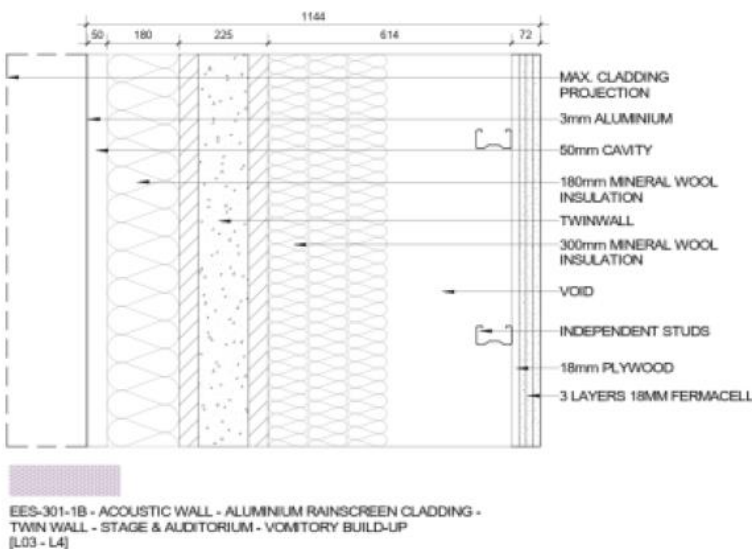 1144
50 180 225 614 72
MAX. CLADDING
PROJECTION
3mm ALUMINIUM
50mm CAVITY
180mm MINERAL WOOL
INSULATION
TWINWALL
300mm MINERAL WOOL
INSULATION
VOID
INDEPENDENT STUDS
18mm PLYWOOD
3 LAYERS 18MM FERMACELL
EES-301-1B - ACOUSTIC WALL - ALUMINIUM RAINSCREEN CLADDING -
TWIN WALL - STAGE & AUDITORIUM - VOMITORY BUILD-UP
[L03 - L4]